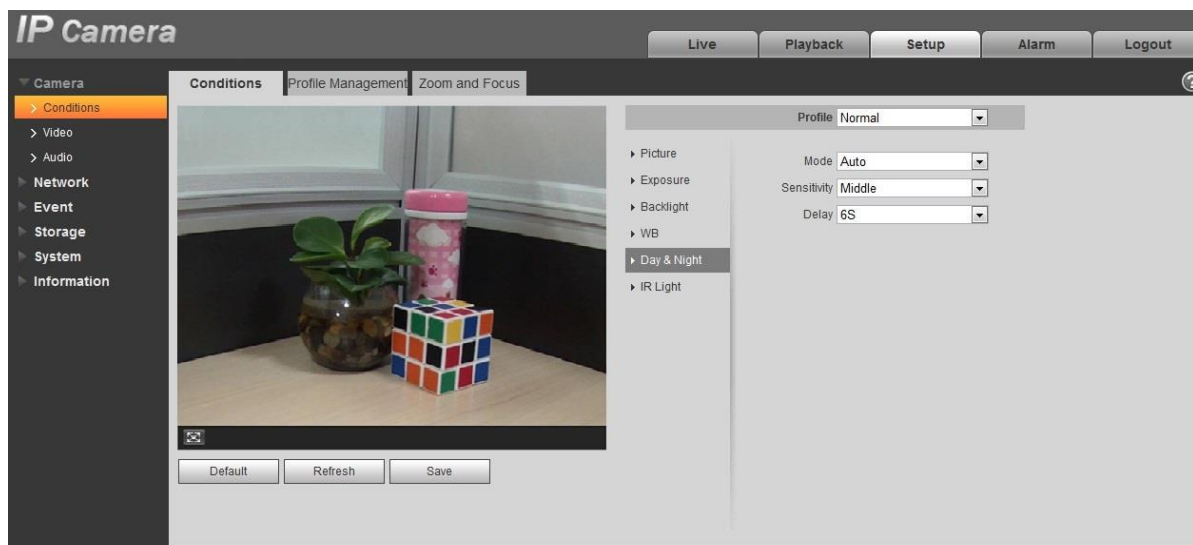 IP Camera
Live Playback Setup Alarm Logout
Camera
Conditions
Video
Audio
Network
Event
Storage
System
Information
Conditions Profile Management Zoom and Focus
Profile Normal
Picture
Exposure
Backlight
WB
Day & Night
IR Light
Mode Auto
Sensitivity Middle
Delay 6S
Default Refresh Save